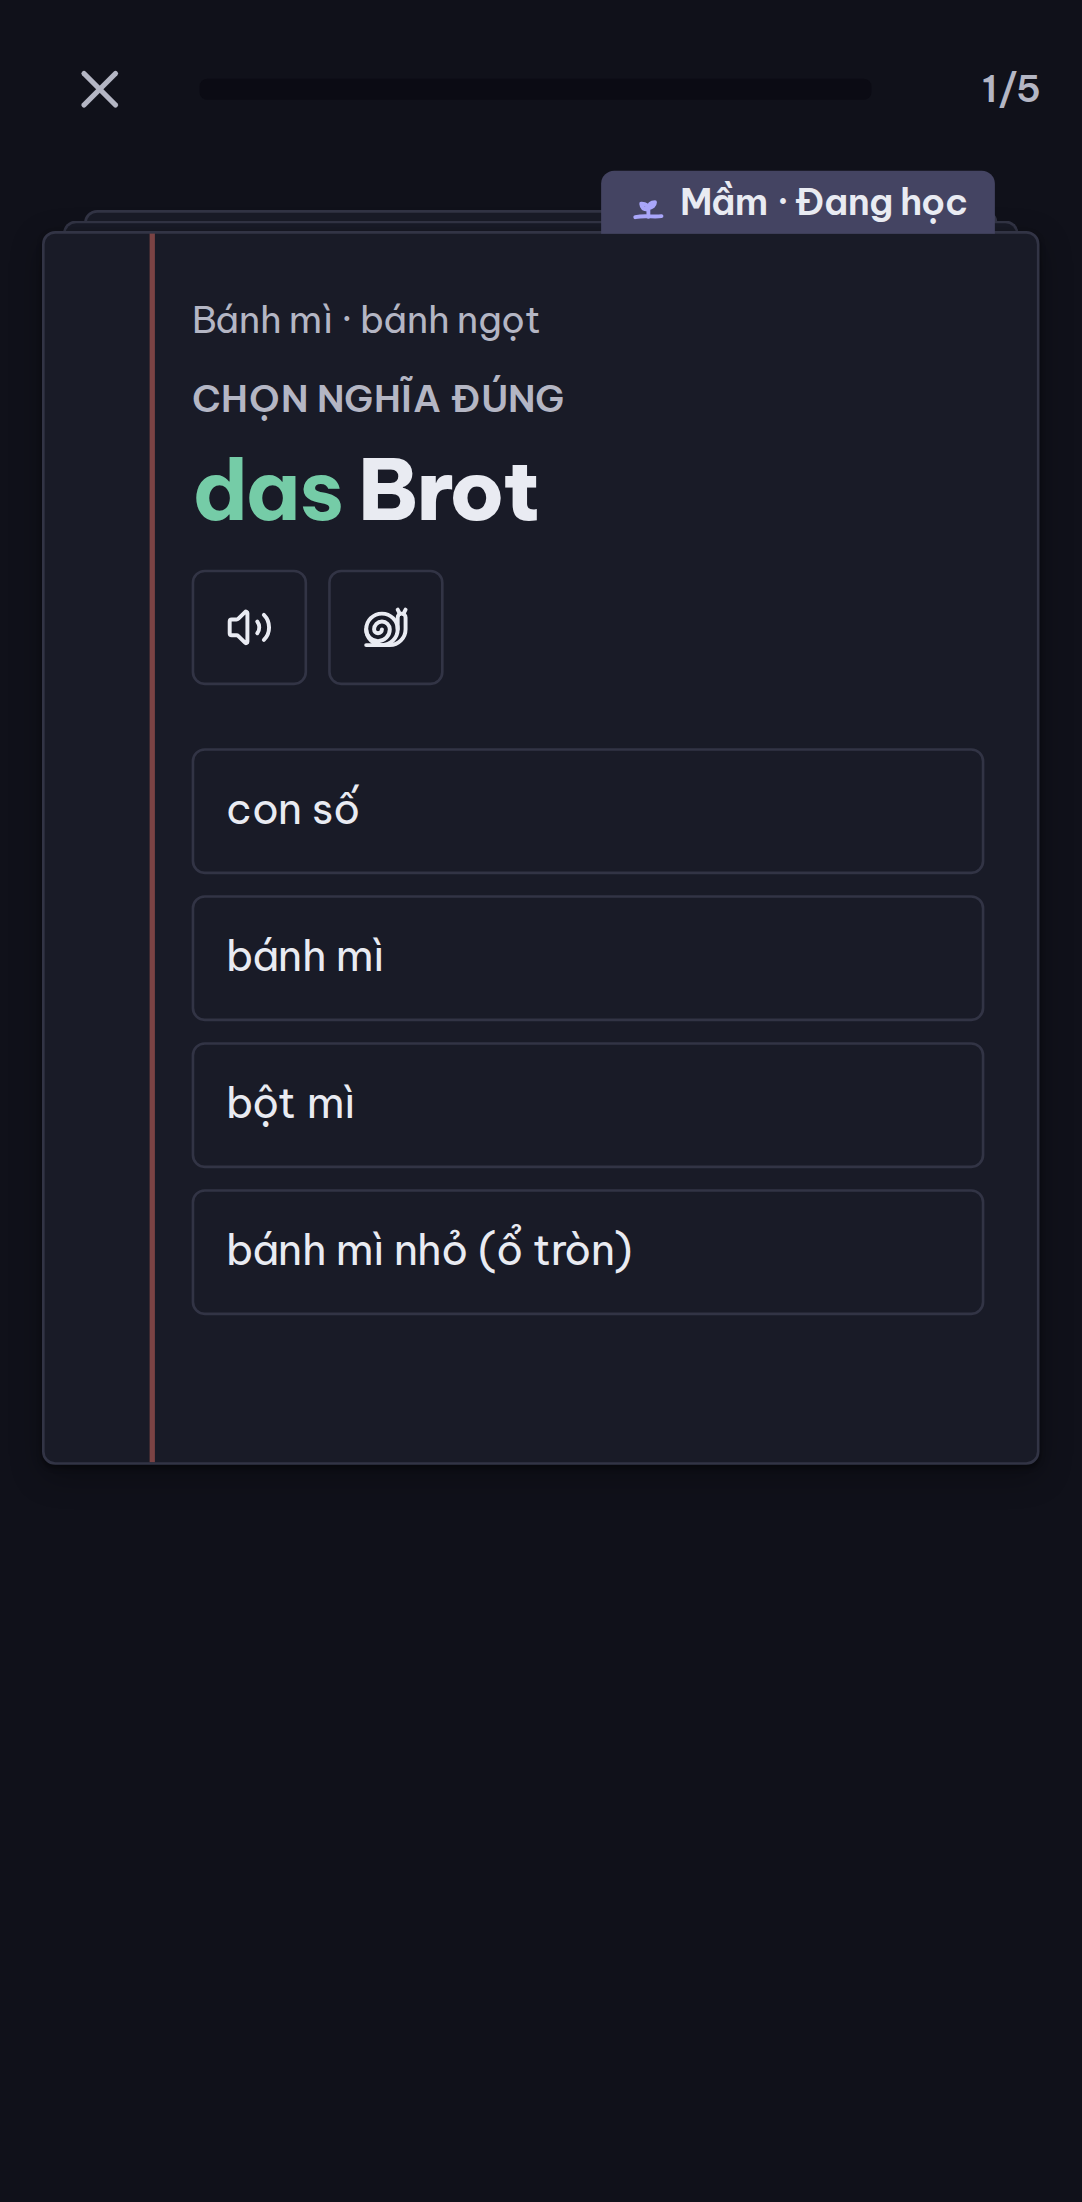 1/5
Mầm · Đang học
Bánh mì · bánh ngọt
CHỌN NGHĨA ĐÚNG
das Brot
con số
bánh mì
bột mì
bánh mì nhỏ (ổ tròn)